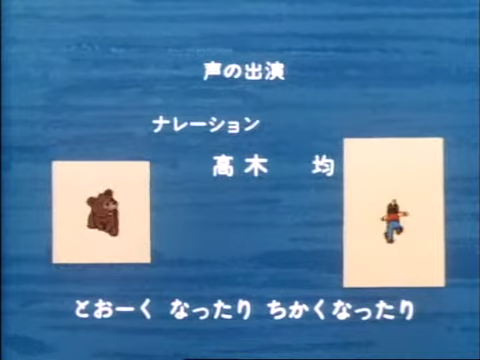 声の出演
ナレーション
高木 均
とおーく なったり ちかくなったり